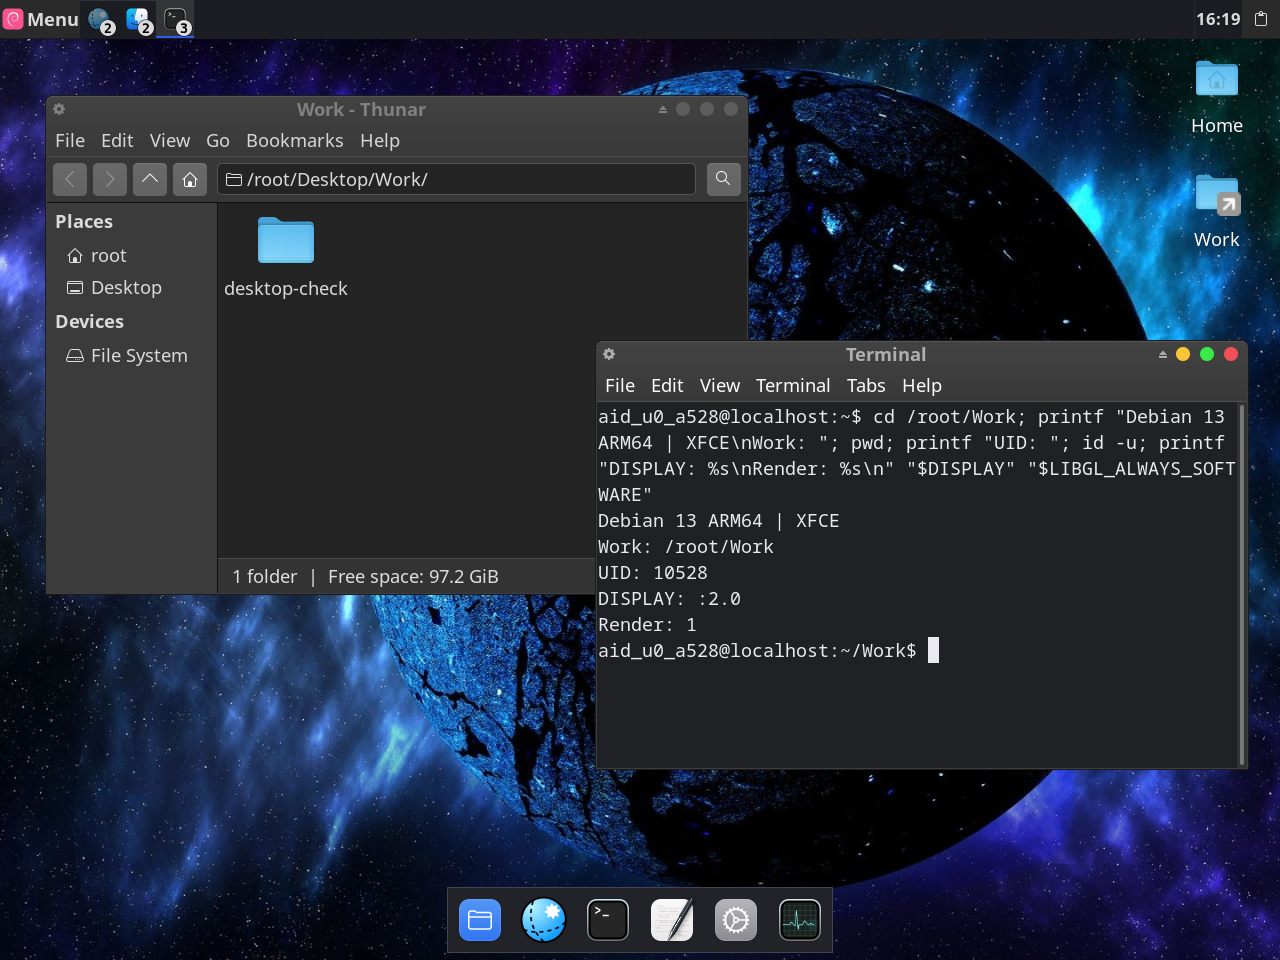 Menu
2
2
3
16:19
Home
Work
Work - Thunar
File Edit View Go Bookmarks Help
/root/Desktop/Work/
Places
root
Desktop
Devices
File System
desktop-check
1 folder | Free space: 97.2 GiB
Terminal
File Edit View Terminal Tabs Help
aid_u0_a528@localhost:~$ cd /root/Work; printf "Debian 13
ARM64 | XFCE\nWork: "; pwd; printf "UID: "; id -u; printf
"DISPLAY: %s\nRender: %s\n" "$DISPLAY" "$LIBGL_ALWAYS_SOFT
WARE"
Debian 13 ARM64 | XFCE
Work: /root/Work
UID: 10528
DISPLAY: :2.0
Render: 1
aid_u0_a528@localhost:~/Work$